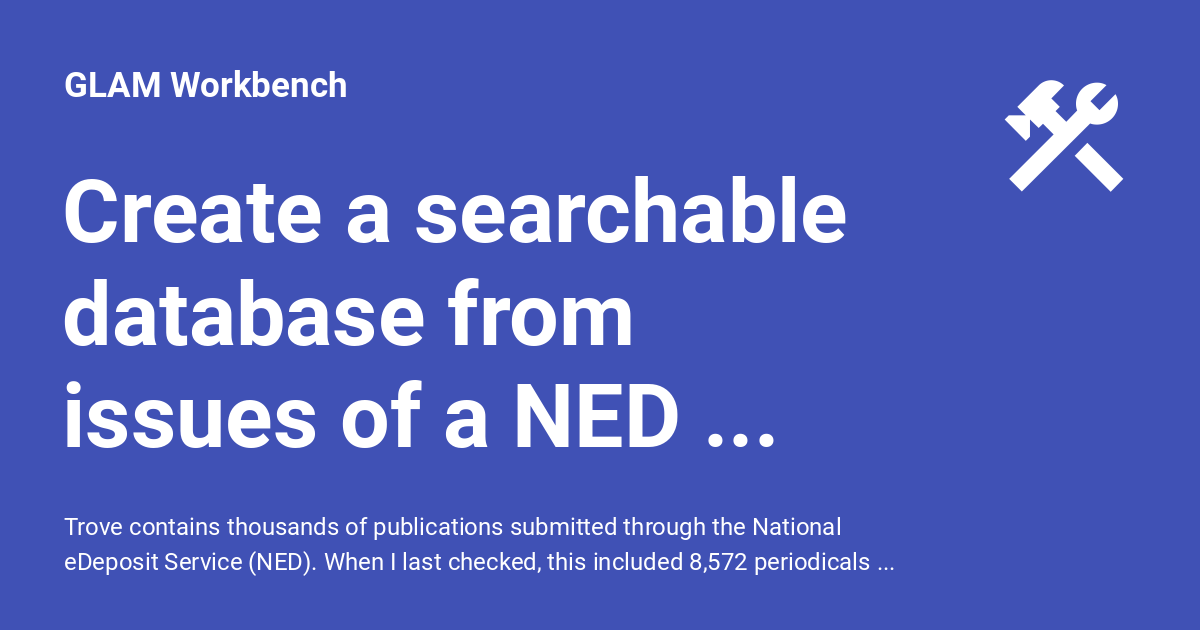 GLAM Workbench
Create a searchable
database from
issues of a NED ...
Trove contains thousands of publications submitted through the National
eDeposit Service (NED). When I last checked, this included 8,572 periodicals ...